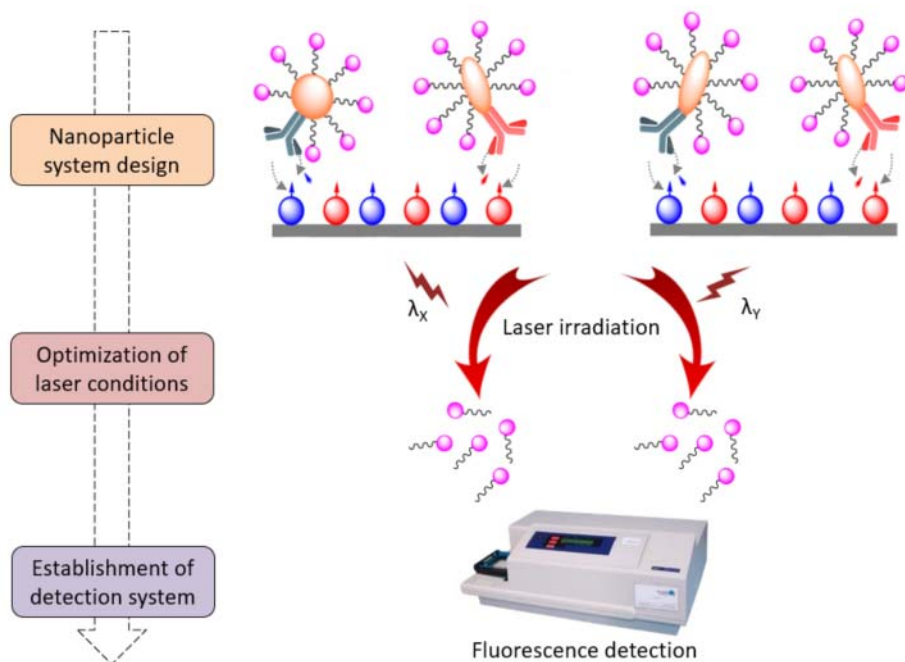 Nanoparticle
system design
λX
Laser irradiation
λY
Optimization of
laser conditions
Establishment of
detection system
Fluorescence detection